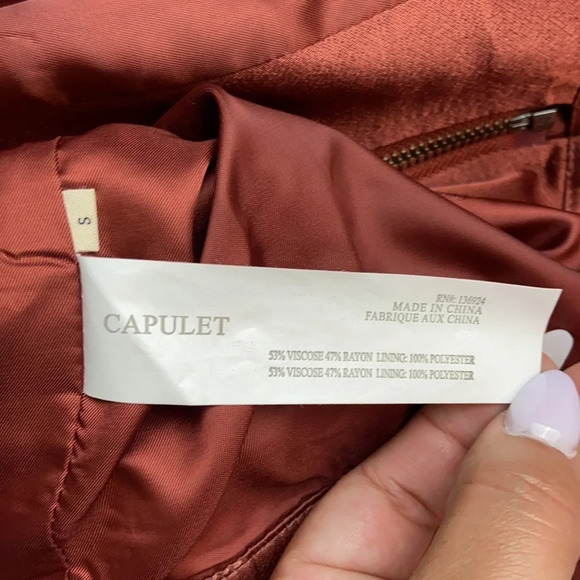 S
CAPULET
RN#: 136924
MADE IN CHINA
FABRIQUE AUX CHINA
53% VISCOSE 47% RAYON LINING: 100% POLYESTER
53% VISCOSE 47% RAYON LINING: 100% POLYESTER